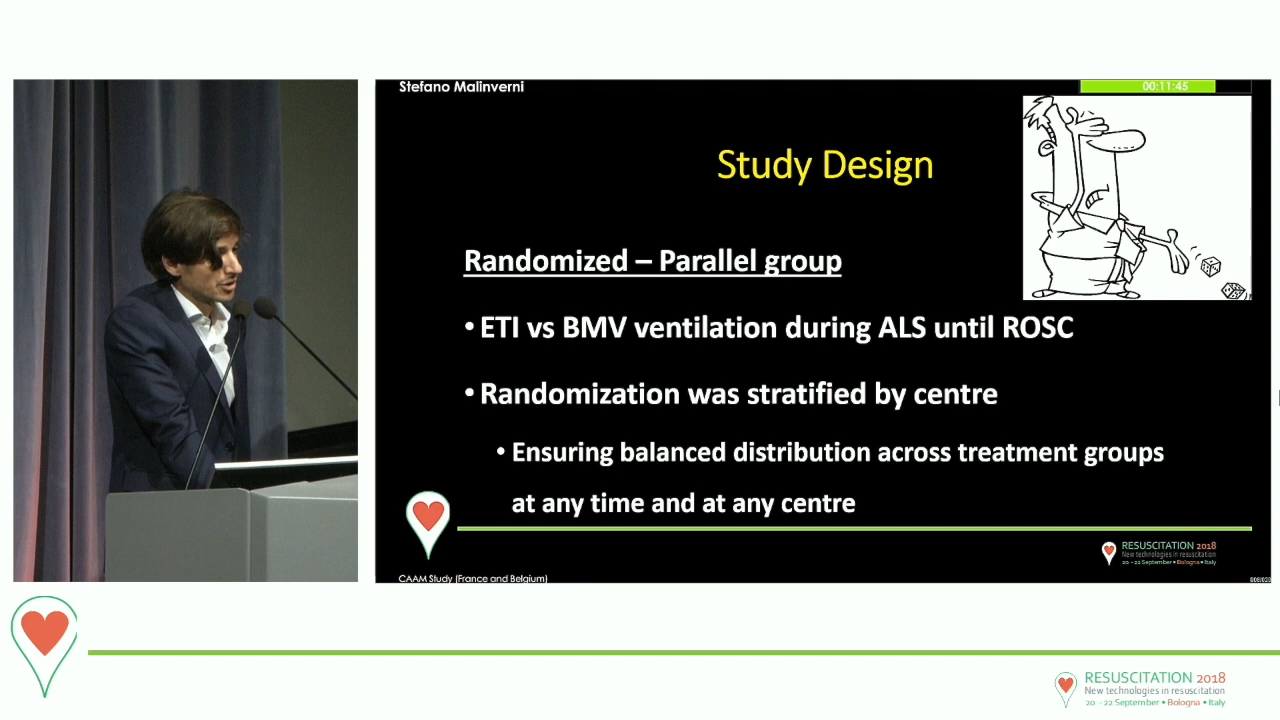 Stefano Malinverni
00:11:45
Study Design
Randomized – Parallel group
• ETI vs BMV ventilation during ALS until ROSC
• Randomization was stratified by centre
• Ensuring balanced distribution across treatment groups
at any time and at any centre
RESUSCITATION 2018
New technologies in resuscitation
20 - 22 September • Bologna • Italy
CAAM Study (France and Belgium)
RESUSCITATION 2018
New technologies in resuscitation
20 - 22 September • Bologna • Italy